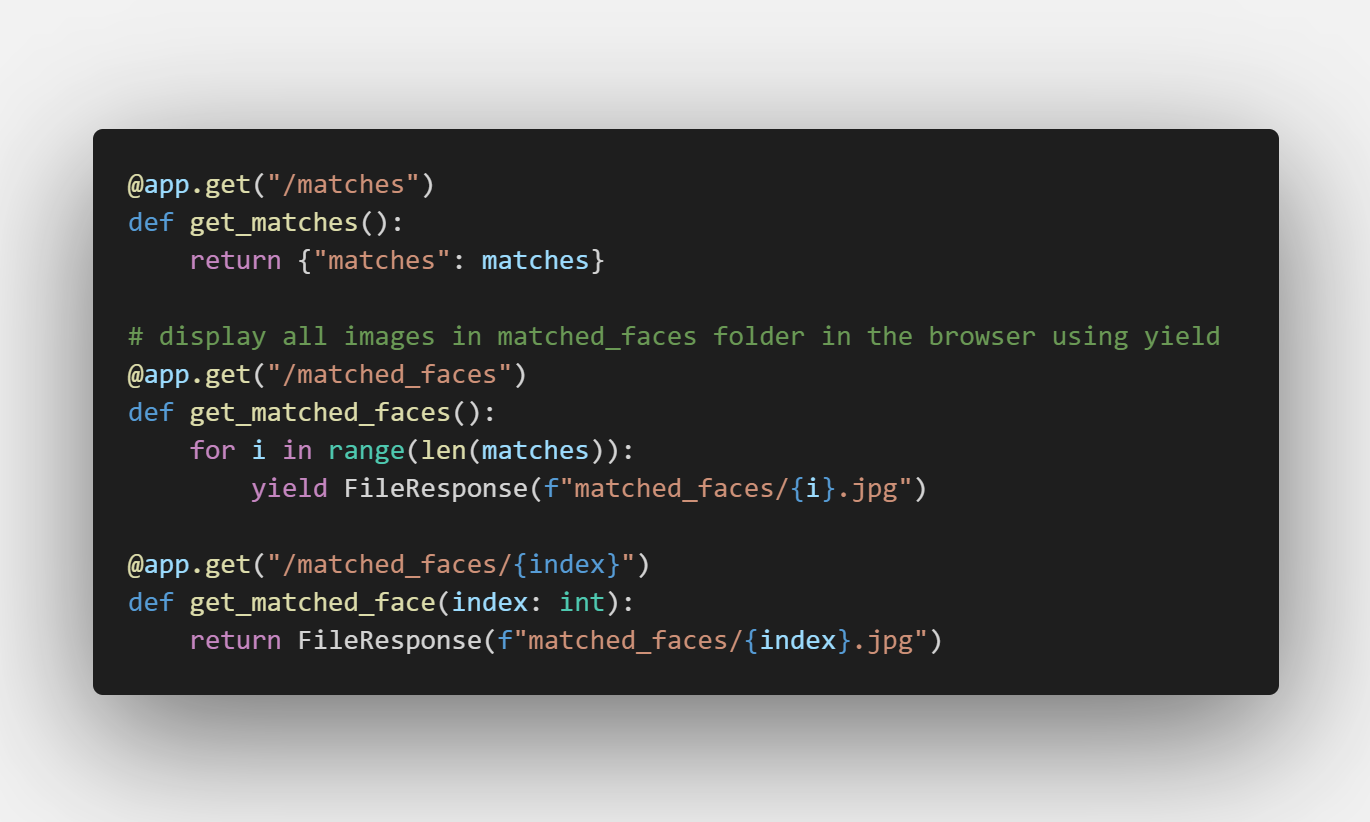 @app.get("/matches")
def get_matches():
    return {"matches": matches}

# display all images in matched_faces folder in the browser using yield
@app.get("/matched_faces")
def get_matched_faces():
    for i in range(len(matches)):
        yield FileResponse(f"matched_faces/{i}.jpg")

@app.get("/matched_faces/{index}")
def get_matched_face(index: int):
    return FileResponse(f"matched_faces/{index}.jpg")